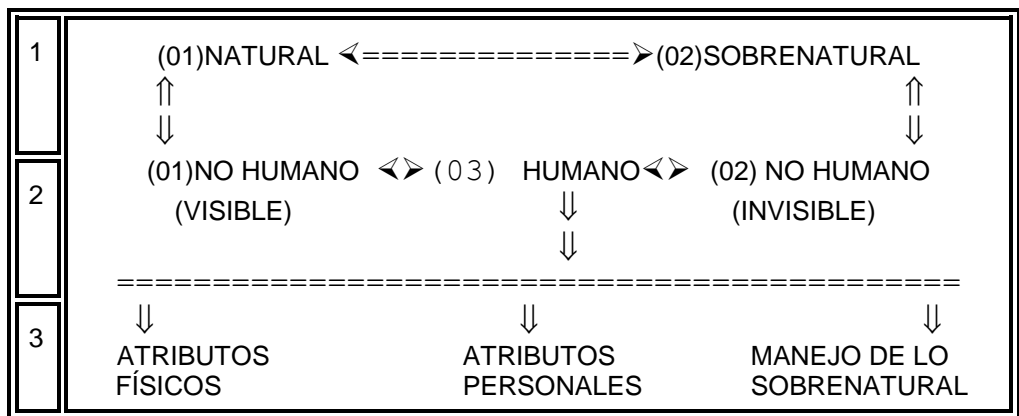 1
(01)NATURAL ⮜==============⮞(02)SOBRENATURAL
⇑ ⇑
⇓ ⇓
2
(01)NO HUMANO ⮜⮞ (03) HUMANO⮜⮞ (02) NO HUMANO
(VISIBLE) ⇓ (INVISIBLE)
⇓
===========================================
3
⇓ ⇓ ⇓
ATRIBUTOS ATRIBUTOS MANEJO DE LO
FÍSICOS PERSONALES SOBRENATURAL